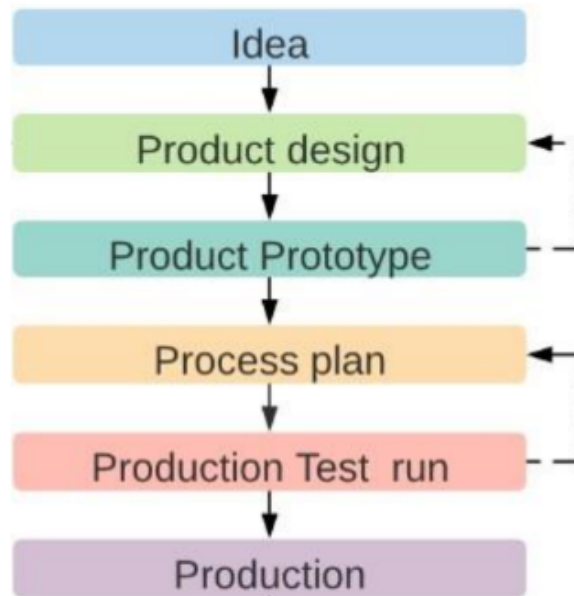 Idea
Product design
Product Prototype
Process plan
Production Test run
Production